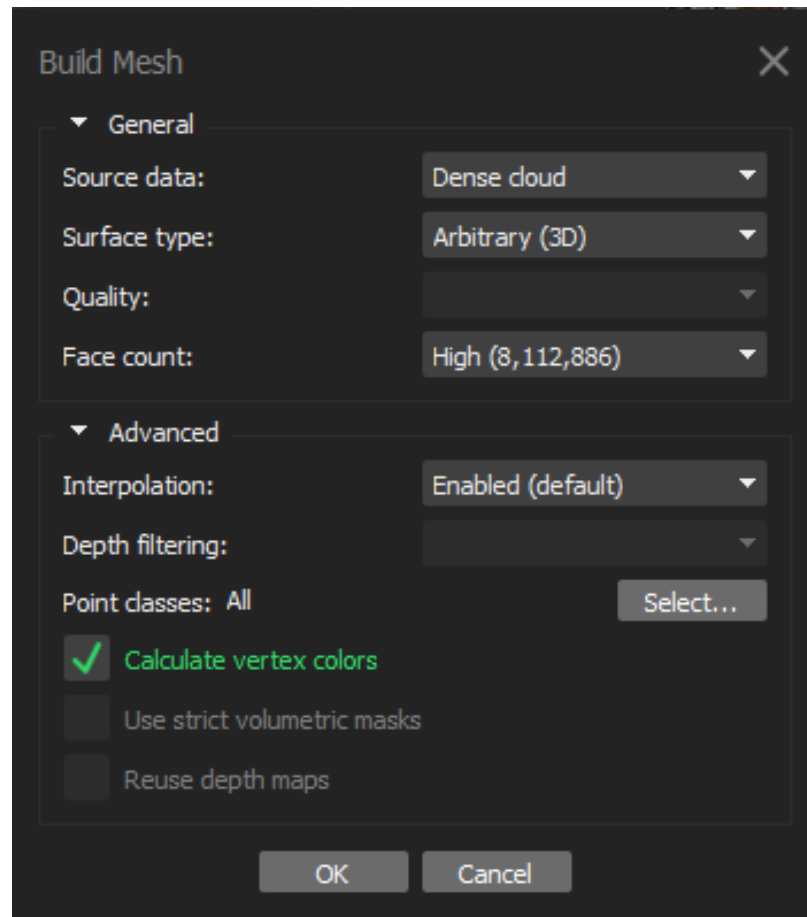 Build Mesh
General
Source data: Dense cloud
Surface type: Arbitrary (3D)
Quality:
Face count: High (8,112,886)
Advanced
Interpolation: Enabled (default)
Depth filtering:
Point classes: All Select...
Calculate vertex colors
Use strict volumetric masks
Reuse depth maps
OK Cancel